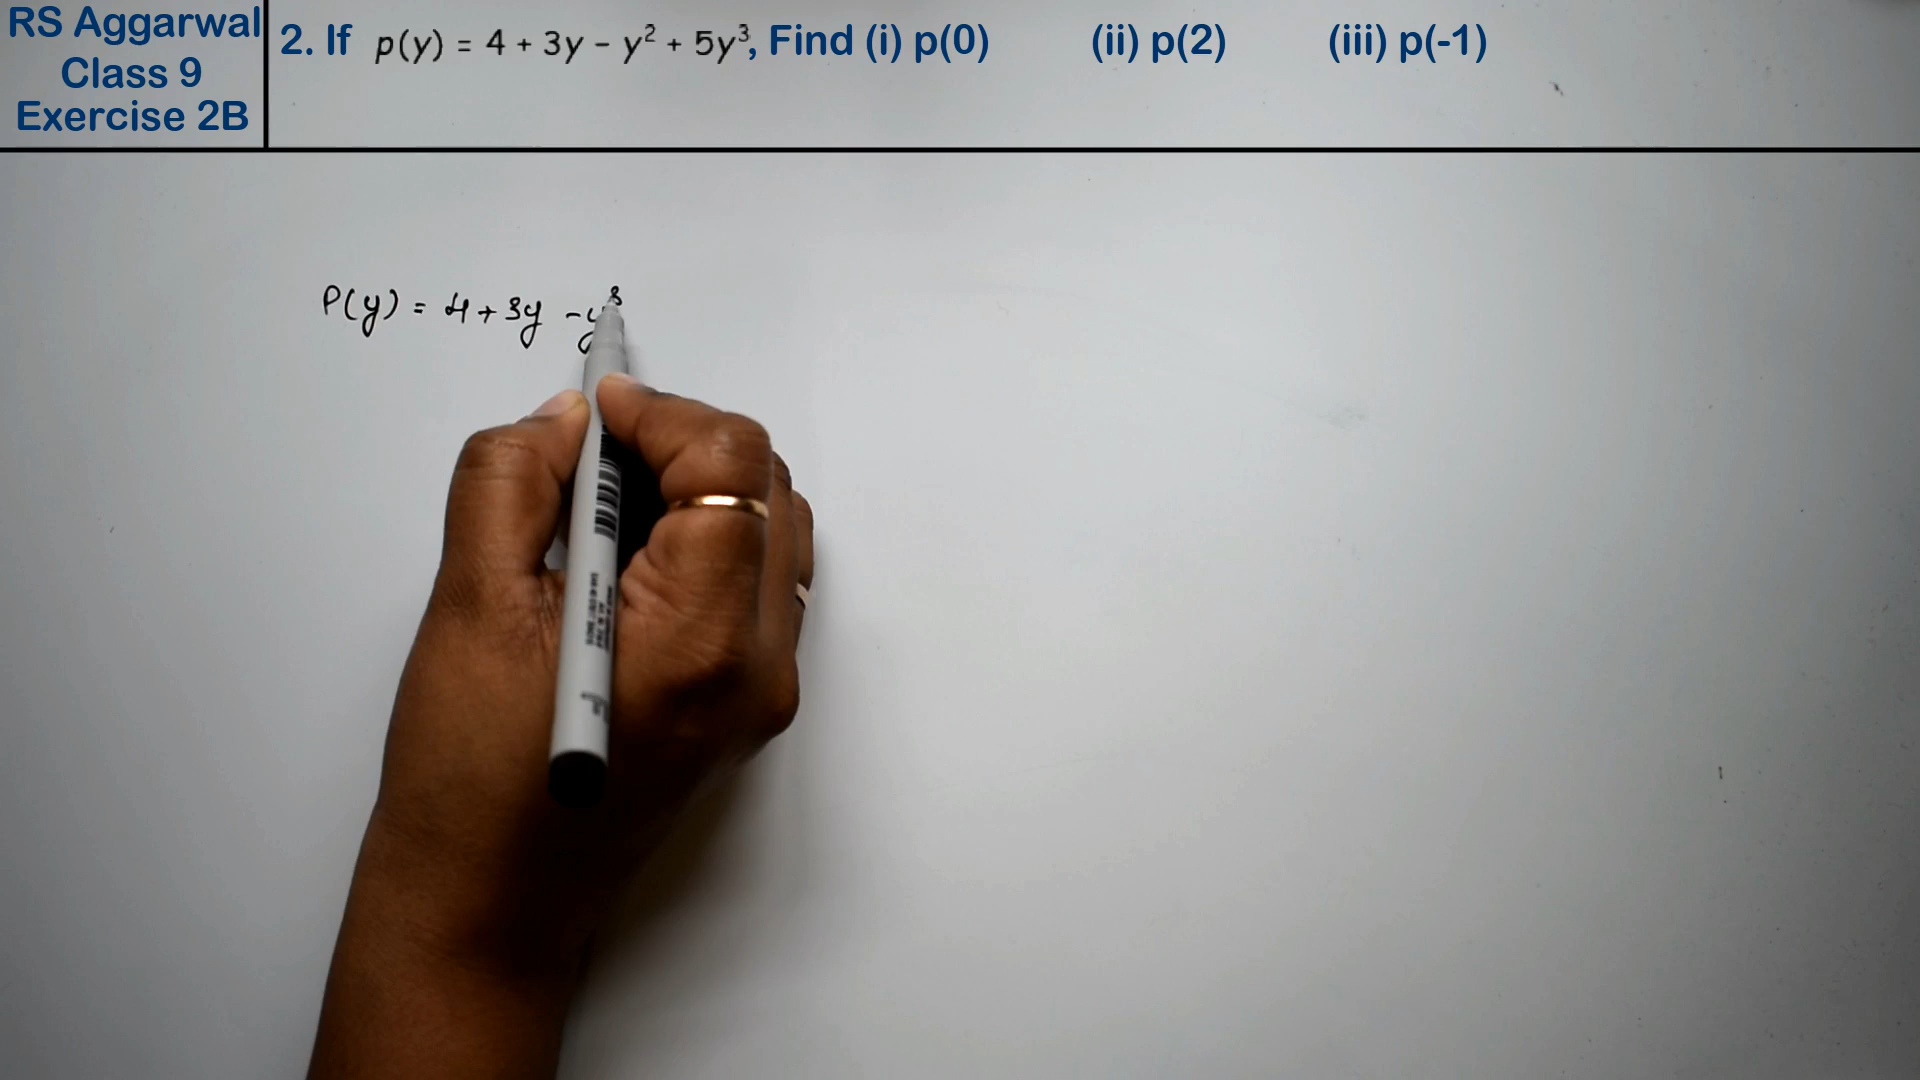 RS Aggarwal
Class 9
Exercise 2B
2. If p(y) = 4 + 3y - y² + 5y³, Find (i) p(0) (ii) p(2) (iii) p(-1)
P(y) = 4 + 3y - y